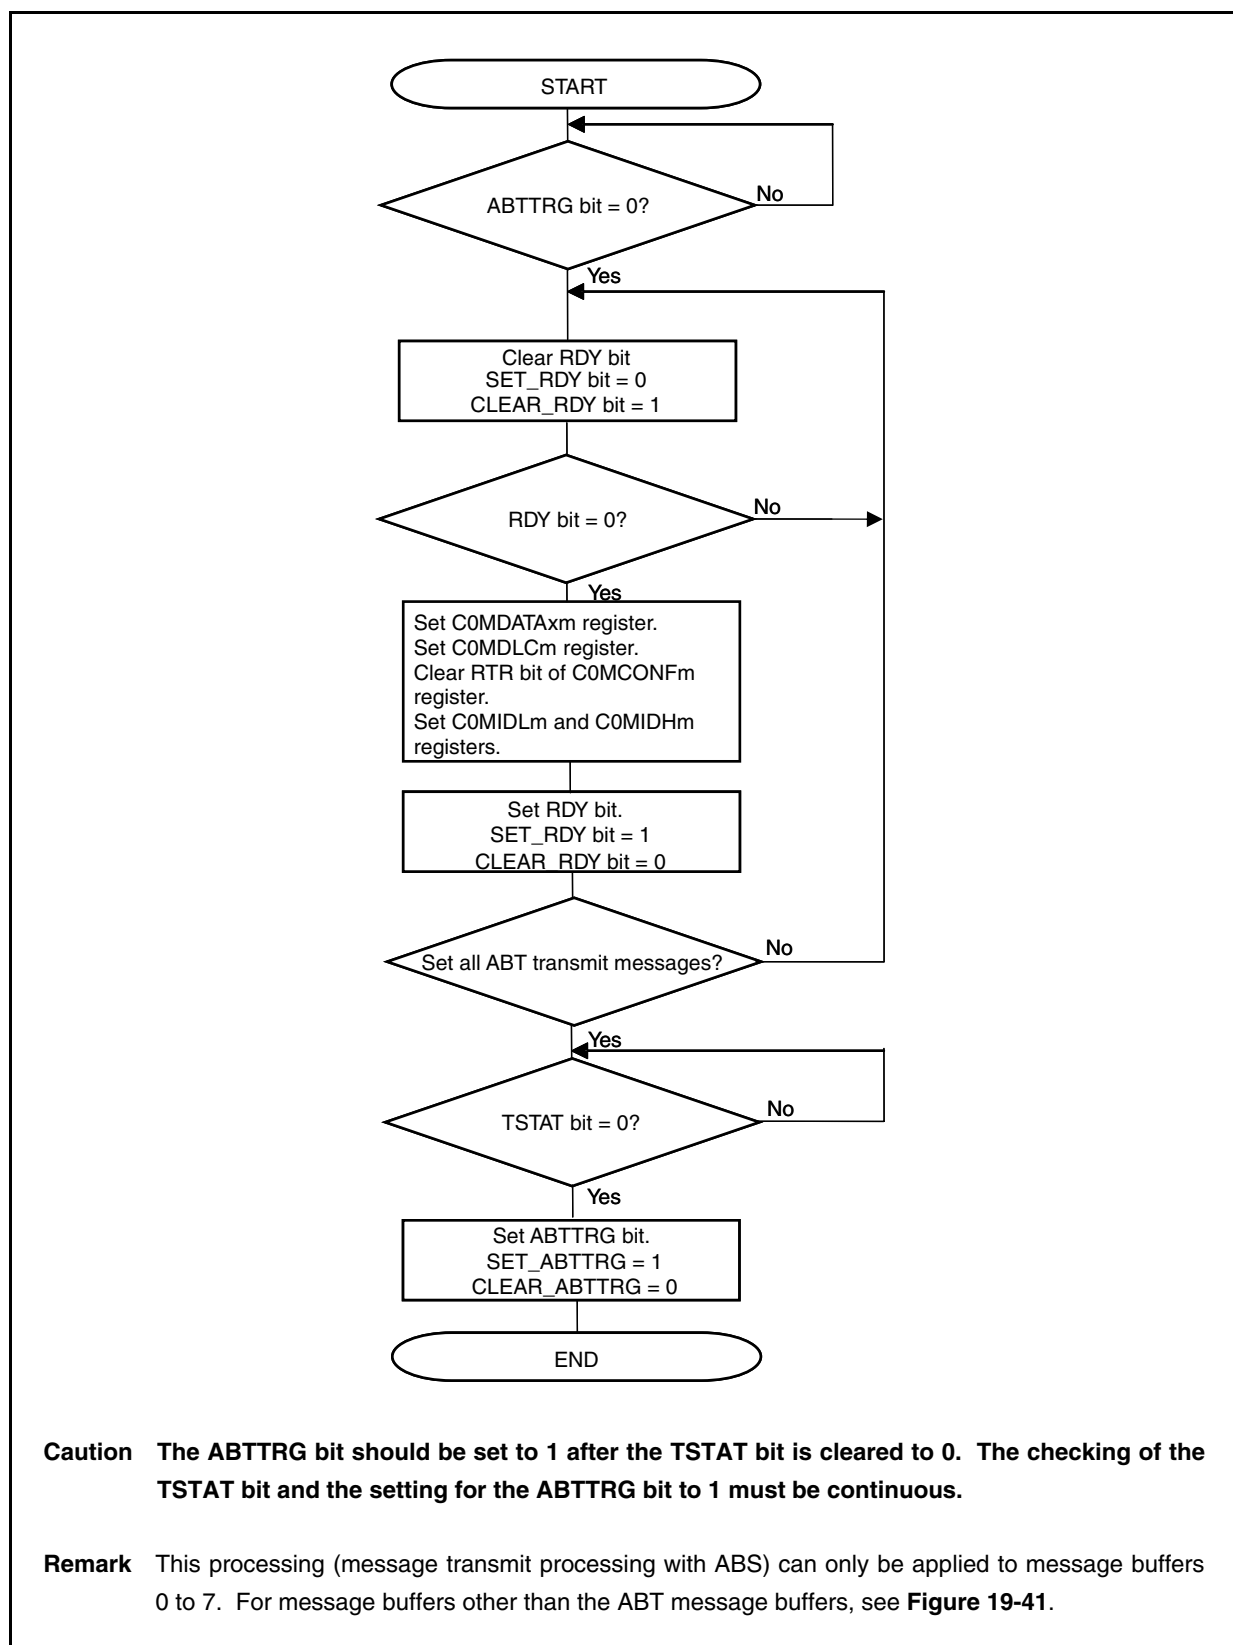 START
ABTTRG bit = 0?
No
Yes
Clear RDY bit
SET_RDY bit = 0
CLEAR_RDY bit = 1
RDY bit = 0?
No
Yes
Set C0MDATAxm register.
Set C0MDLCm register.
Clear RTR bit of C0MCONFm
register.
Set C0MIDLm and C0MIDHm
registers.
Set RDY bit.
SET_RDY bit = 1
CLEAR_RDY bit = 0
Set all ABT transmit messages?
No
Yes
TSTAT bit = 0?
No
Yes
Set ABTTRG bit.
SET_ABTTRG = 1
CLEAR_ABTTRG = 0
END
Caution The ABTTRG bit should be set to 1 after the TSTAT bit is cleared to 0. The checking of the
TSTAT bit and the setting for the ABTTRG bit to 1 must be continuous.
Remark This processing (message transmit processing with ABS) can only be applied to message buffers
0 to 7. For message buffers other than the ABT message buffers, see Figure 19-41.